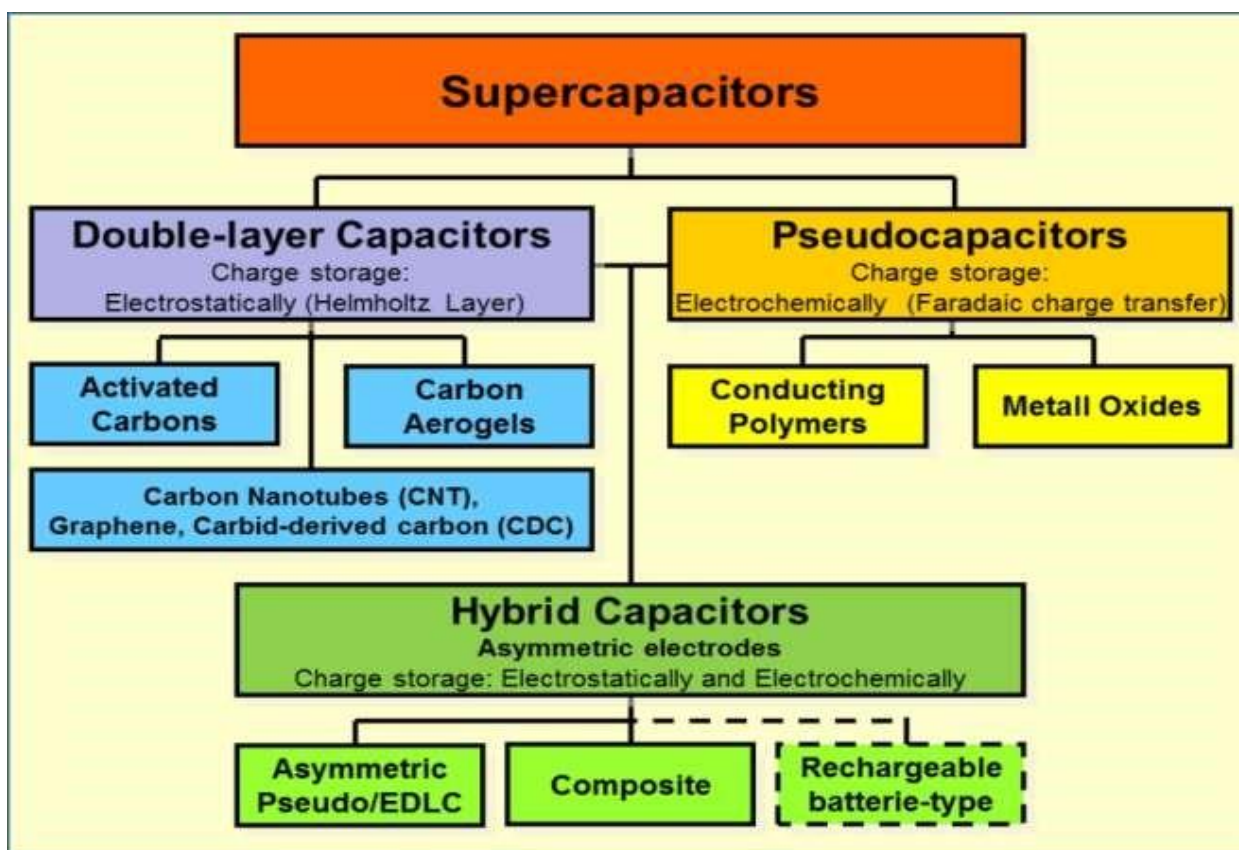 Supercapacitors
Double-layer Capacitors
Charge storage:
Electrostatically (Helmholtz Layer)
Pseudocapacitors
Charge storage:
Electrochemically (Faradaic charge transfer)
Activated
Carbons
Carbon
Aerogels
Conducting
Polymers
Metall Oxides
Carbon Nanotubes (CNT),
Graphene, Carbid-derived carbon (CDC)
Hybrid Capacitors
Asymmetric electrodes
Charge storage: Electrostatically and Electrochemically
Asymmetric
Pseudo/EDLC
Composite
Rechargeable
batterie-type